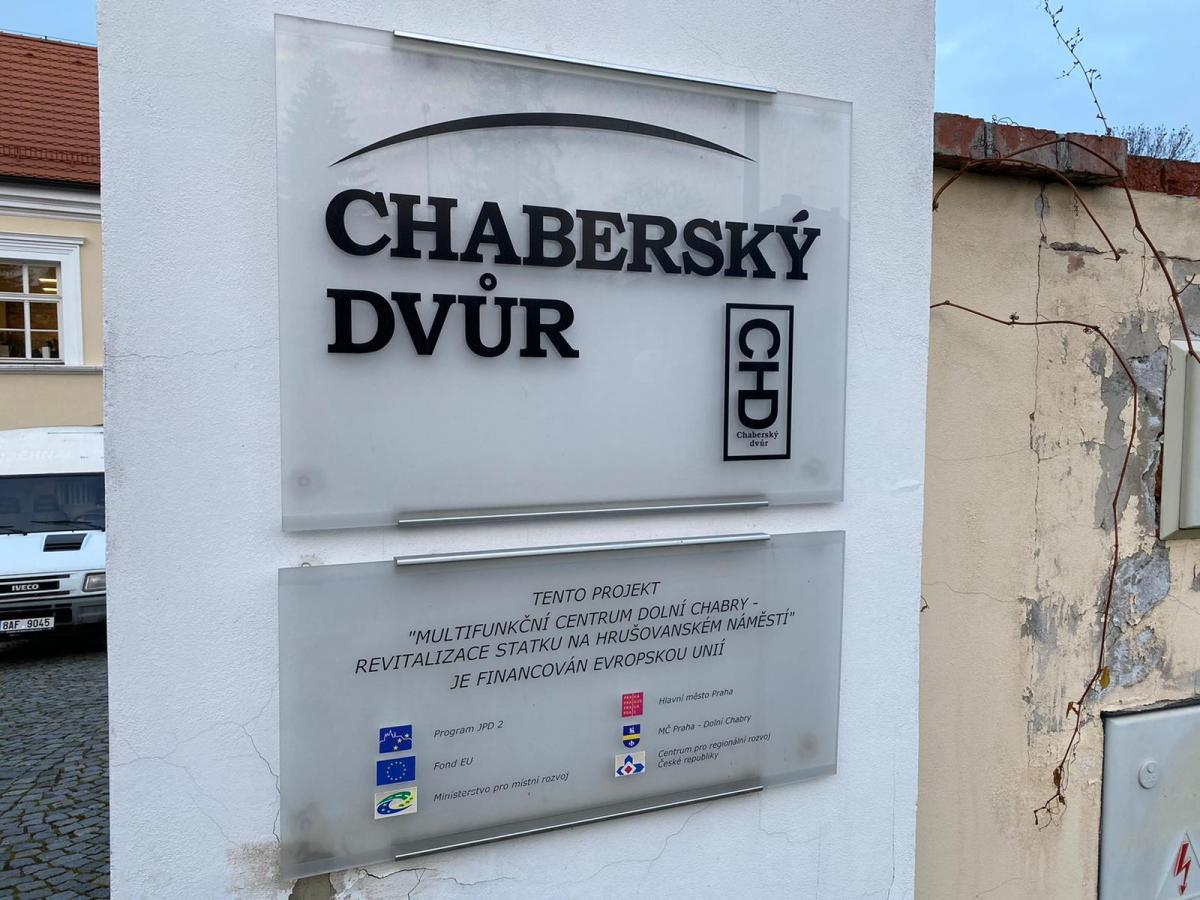 CHABERSKÝ
DVŮR
CHD
Chaberský
dvůr
TENTO PROJEKT
"MULTIFUNKČNÍ CENTRUM DOLNÍ CHABRY -
REVITALIZACE STATKU NA HRUŠOVANSKÉM NÁMĚSTÍ"
JE FINANCOVÁN EVROPSKOU UNIÍ
Program JPD 2
Fond EU
Ministerstvo pro místní rozvoj
Hlavní město Praha
MČ Praha - Dolní Chabry
Centrum pro regionální rozvoj
České republiky
IVECO
8AF 9045